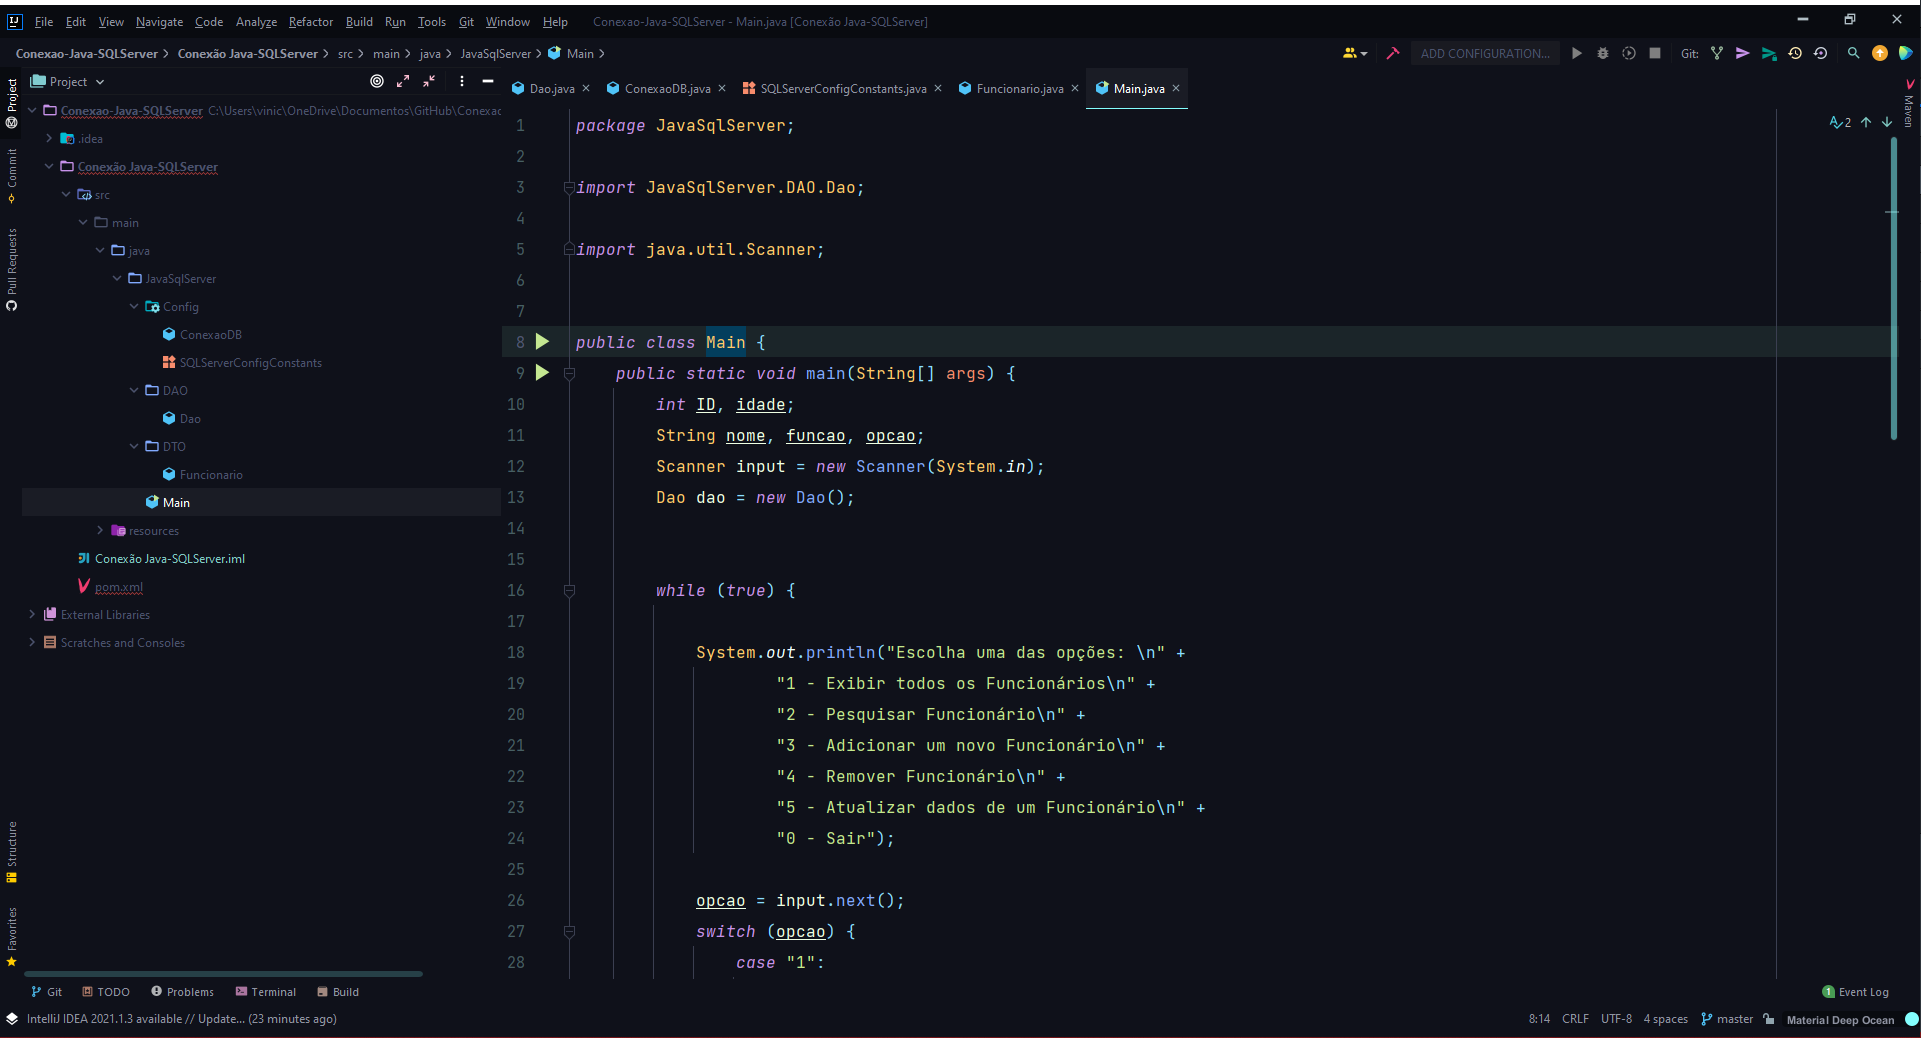 File Edit View Navigate Code Analyze Refactor Build Run Tools Git Window Help Conexao-Java-SQLServer - Main.java [Conexão Java-SQLServer]
Conexao-Java-SQLServer Conexão Java-SQLServer src main java JavaSqlServer Main ADD CONFIGURATION... Git:
Project
Dao.java ConexaoDB.java SQLServerConfigConstants.java Funcionario.java Main.java
Project
Commit
Pull Requests
Structure
Favorites
Maven
Conexao-Java-SQLServer C:\Users\vinic\OneDrive\Documentos\GitHub\Conexao
.idea
Conexão Java-SQLServer
src
main
java
JavaSqlServer
Config
ConexaoDB
SQLServerConfigConstants
DAO
Dao
DTO
Funcionario
Main
resources
Conexão Java-SQLServer.iml
pom.xml
External Libraries
Scratches and Consoles
2
1 package JavaSqlServer;
2
3 import JavaSqlServer.DAO.Dao;
4
5 import java.util.Scanner;
6
7
8 public class Main {
9 public static void main(String[] args) {
10 int ID, idade;
11 String nome, funcao, opcao;
12 Scanner input = new Scanner(System.in);
13 Dao dao = new Dao();
14
15
16 while (true) {
17
18 System.out.println("Escolha uma das opções: \n" +
19 "1 - Exibir todos os Funcionários\n" +
20 "2 - Pesquisar Funcionário\n" +
21 "3 - Adicionar um novo Funcionário\n" +
22 "4 - Remover Funcionário\n" +
23 "5 - Atualizar dados de um Funcionário\n" +
24 "0 - Sair");
25
26 opcao = input.next();
27 switch (opcao) {
28 case "1":
Git TODO Problems Terminal Build 1 Event Log
IntelliJ IDEA 2021.1.3 available // Update... (23 minutes ago) 8:14 CRLF UTF-8 4 spaces master Material Deep Ocean